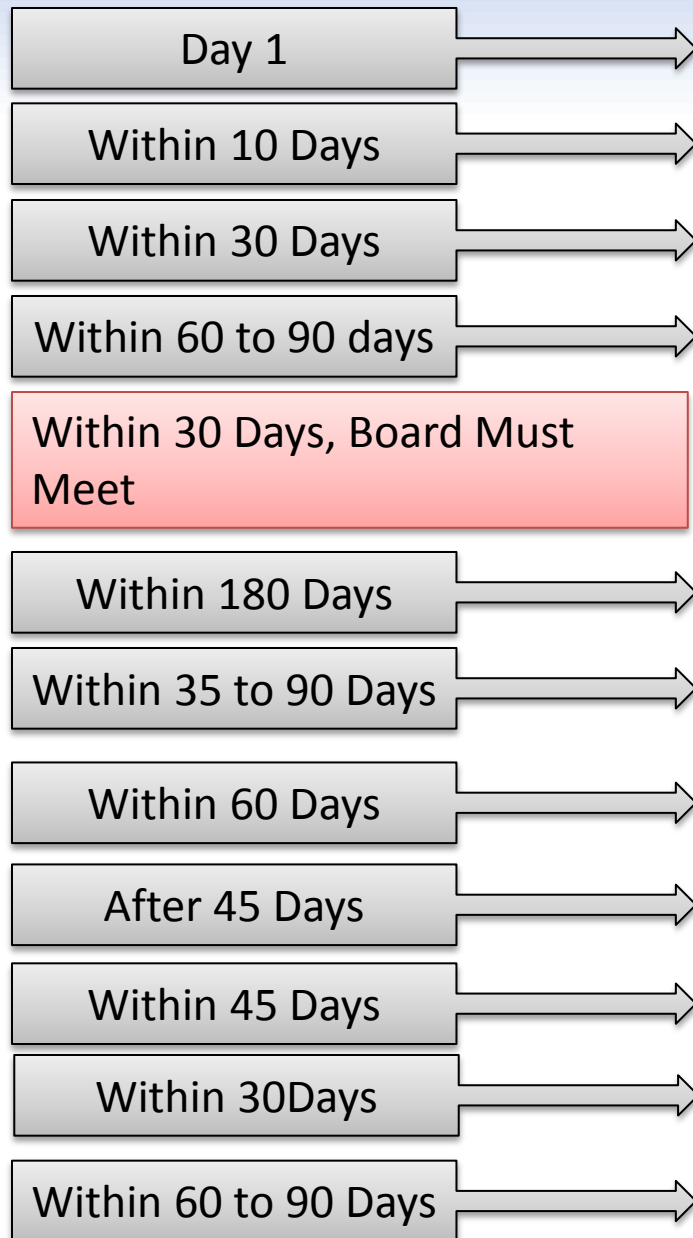 Day 1
Within 10 Days
Within 30 Days
Within 60 to 90 days
Within 30 Days, Board Must
Meet
Within 180 Days
Within 35 to 90 Days
Within 60 Days
After 45 Days
Within 45 Days
Within 30Days
Within 60 to 90 Days